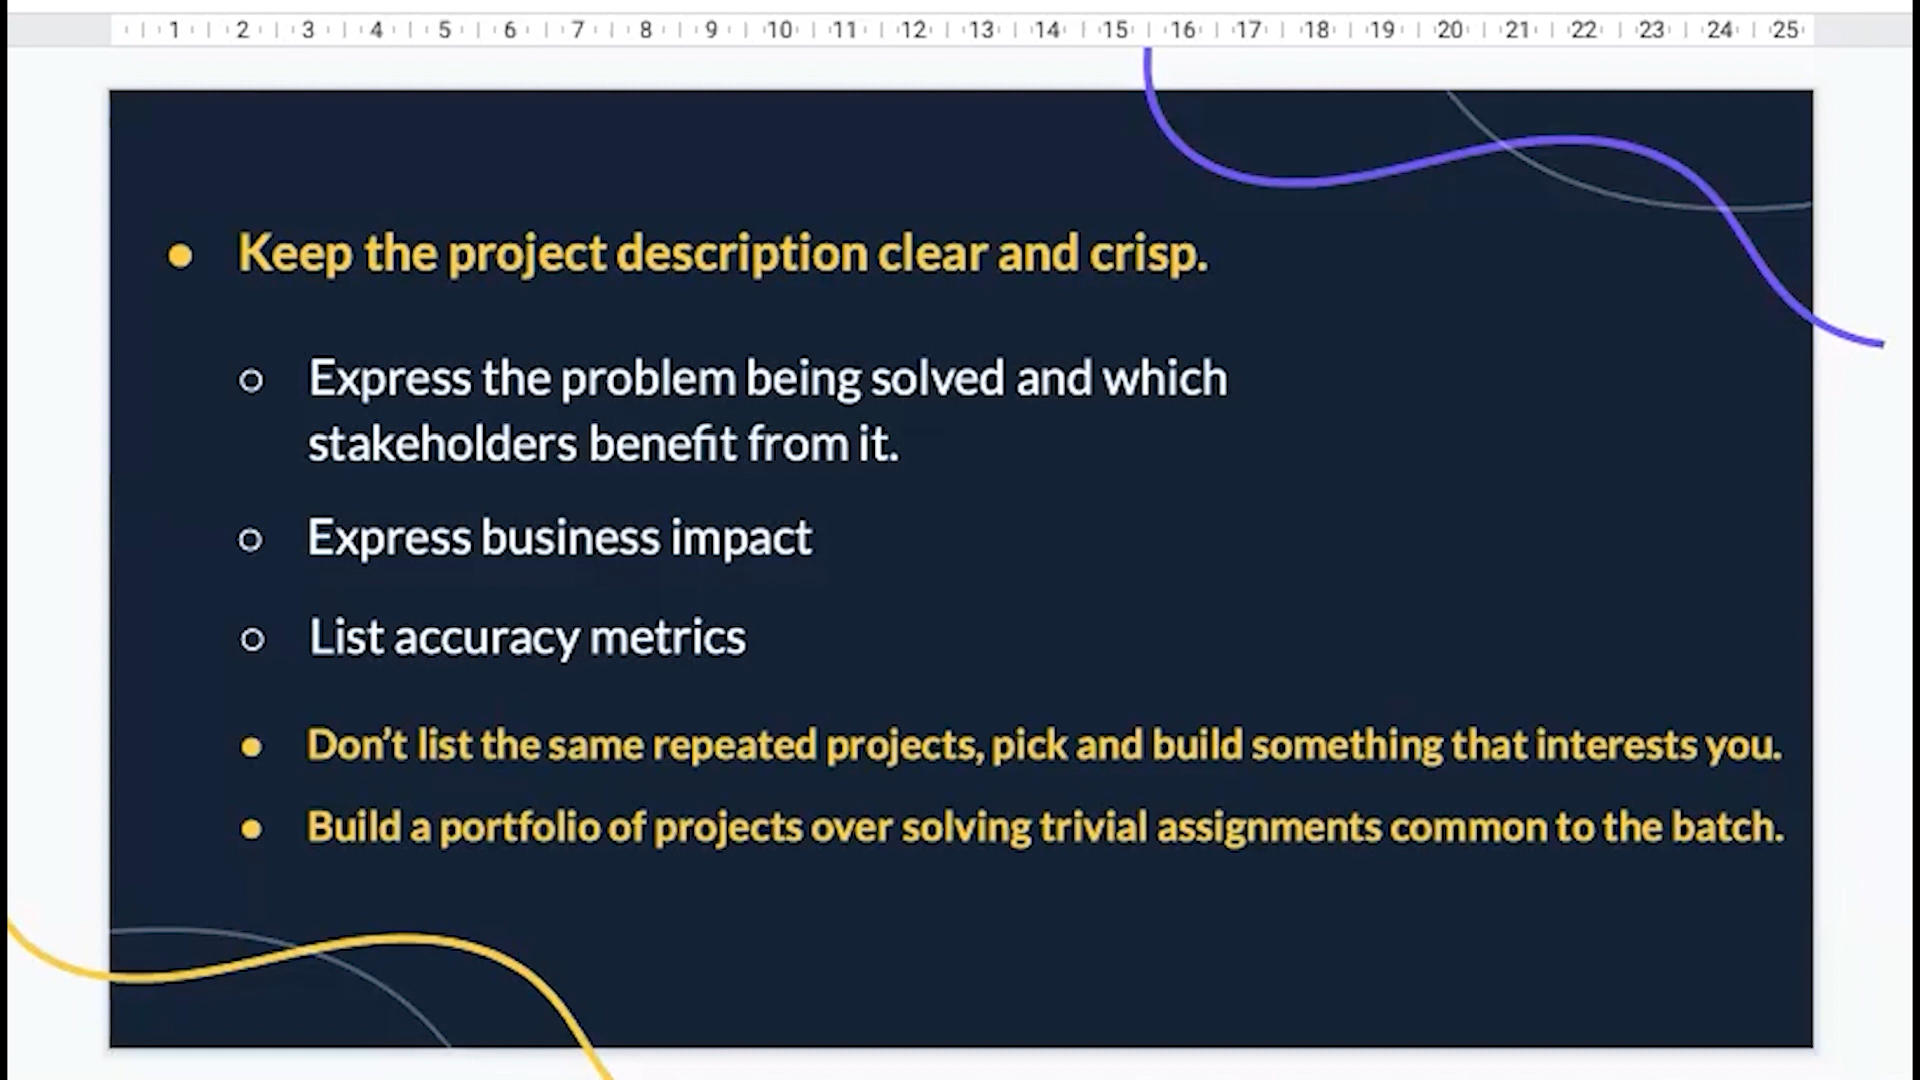 1 2 3 4 5 6 7 8 9 10 11 12 13 14 15 16 17 18 19 20 21 22 23 24 25
● Keep the project description clear and crisp.
○ Express the problem being solved and which
stakeholders benefit from it.
○ Express business impact
○ List accuracy metrics
● Don’t list the same repeated projects, pick and build something that interests you.
● Build a portfolio of projects over solving trivial assignments common to the batch.